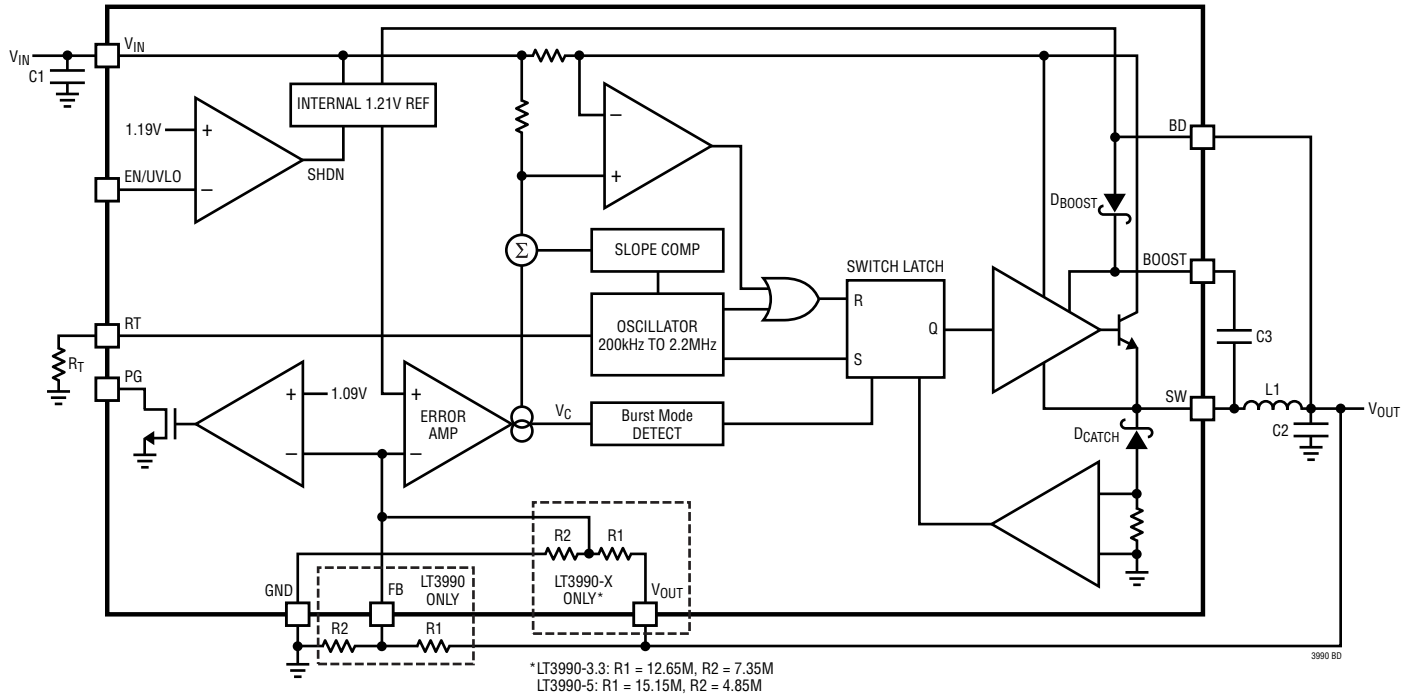 VIN
VIN
C1
INTERNAL 1.21V REF
1.19V
+
SHDN
EN/UVLO
−
−
+
BD
DBOOST
Σ
SLOPE COMP
BOOST
SWITCH LATCH
R
Q
S
OSCILLATOR
200kHz TO 2.2MHz
RT
RT
C3
PG
+
1.09V
−
+
ERROR
AMP
−
VC
Burst Mode
DETECT
SW
L1
VOUT
C2
DCATCH
R2
R1
LT3990-X
ONLY*
VOUT
GND
FB
LT3990
ONLY
R2
R1
*LT3990-3.3: R1 = 12.65M, R2 = 7.35M
LT3990-5: R1 = 15.15M, R2 = 4.85M
3990 BD